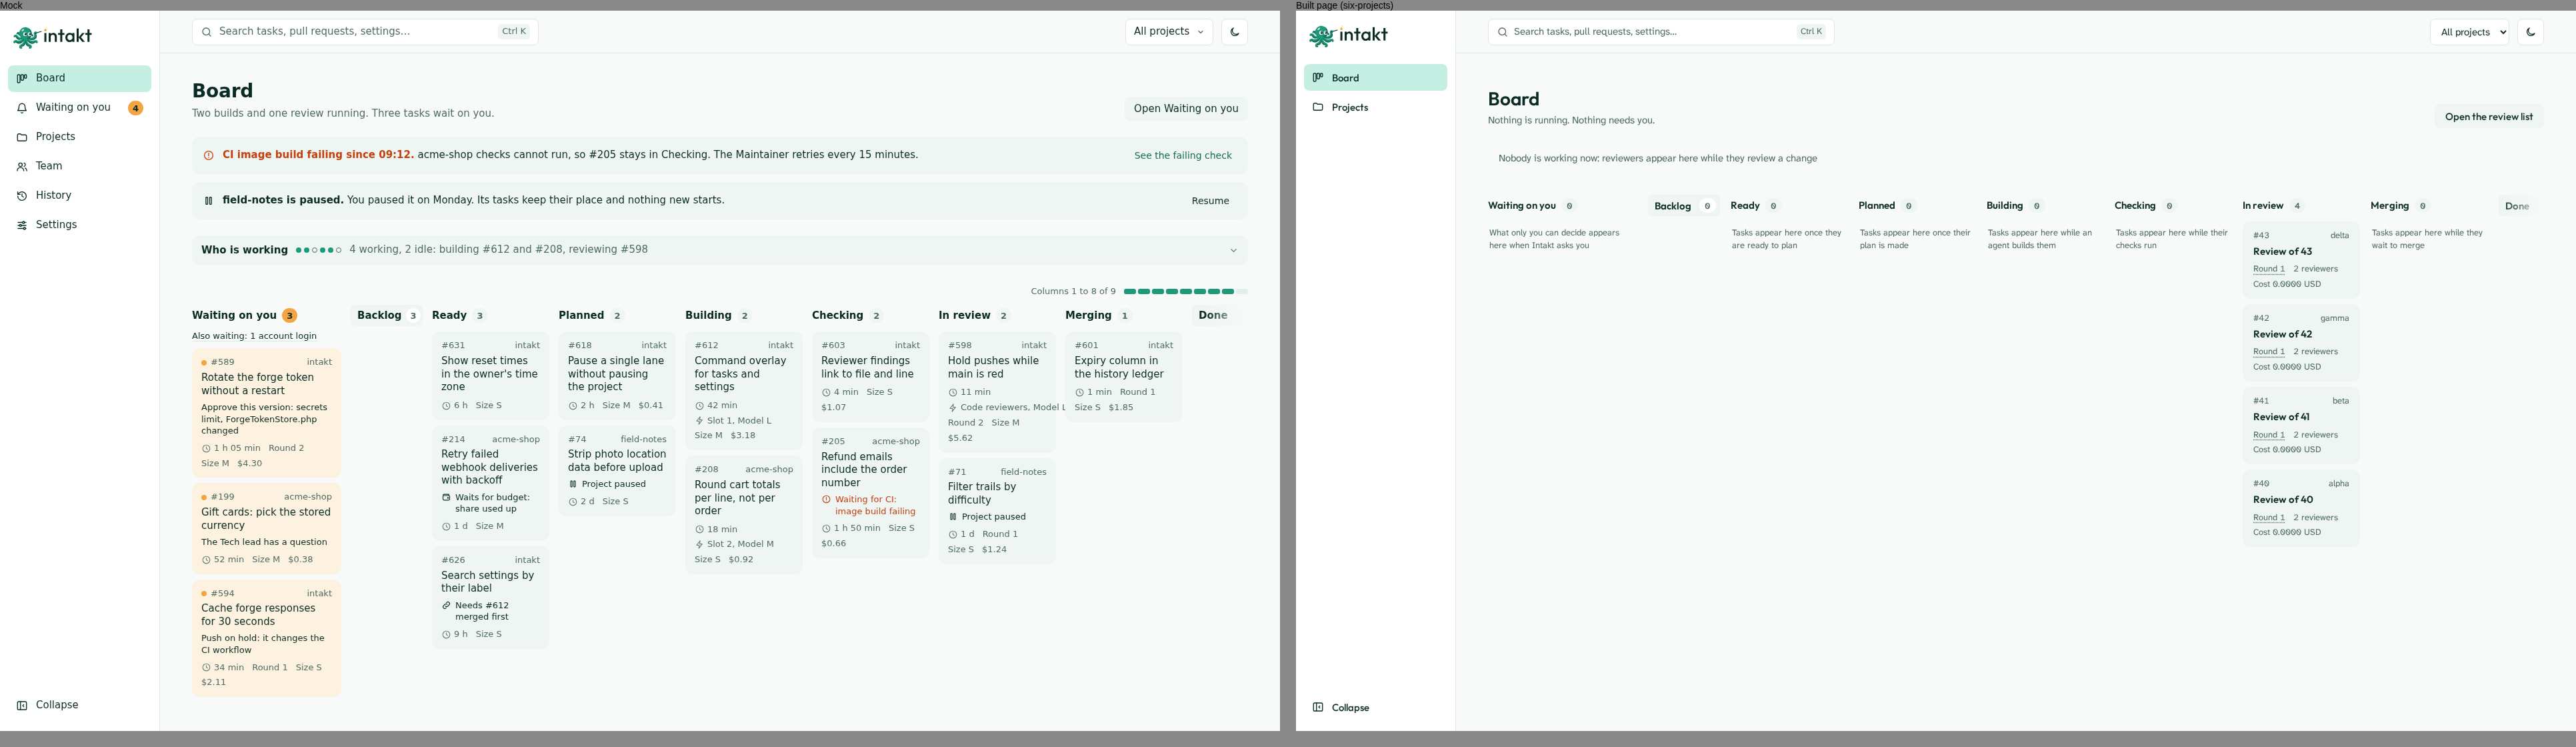 Mock
intakt
Search tasks, pull requests, settings...
Ctrl K
All projects
Board
Waiting on you
4
Projects
Team
History
Settings
Collapse
Board
Two builds and one review running. Three tasks wait on you.
Open Waiting on you
CI image build failing since 09:12. acme-shop checks cannot run, so #205 stays in Checking. The Maintainer retries every 15 minutes.
See the failing check
field-notes is paused. You paused it on Monday. Its tasks keep their place and nothing new starts.
Resume
Who is working
4 working, 2 idle: building #612 and #208, reviewing #598
Columns 1 to 8 of 9
Waiting on you 3
Also waiting: 1 account login
#589 intakt
Rotate the forge token
without a restart
Approve this version: secrets
limit, ForgeTokenStore.php
changed
1 h 05 min Round 2
Size M $4.30
#199 acme-shop
Gift cards: pick the stored
currency
The Tech lead has a question
52 min Size M $0.38
#594 intakt
Cache forge responses
for 30 seconds
Push on hold: it changes the
CI workflow
34 min Round 1 Size S
$2.11
Backlog 3
Ready 3
#631 intakt
Show reset times
in the owner's time
zone
6 h Size S
#214 acme-shop
Retry failed
webhook deliveries
with backoff
Waits for budget:
share used up
1 d Size M
#626 intakt
Search settings by
their label
Needs #612
merged first
9 h Size S
Planned 2
#618 intakt
Pause a single lane
without pausing
the project
2 h Size M $0.41
#74 field-notes
Strip photo location
data before upload
Project paused
2 d Size S
Building 2
#612 intakt
Command overlay
for tasks and
settings
42 min
Slot 1, Model L
Size M $3.18
#208 acme-shop
Round cart totals
per line, not per
order
18 min
Slot 2, Model M
Size S $0.92
Checking 2
#603 intakt
Reviewer findings
link to file and line
4 min Size S
$1.07
#205 acme-shop
Refund emails
include the order
number
Waiting for CI:
image build failing
1 h 50 min Size S
$0.66
In review 2
#598 intakt
Hold pushes while
main is red
11 min
Code reviewers, Model L
Round 2 Size M
$5.62
#71 field-notes
Filter trails by
difficulty
Project paused
1 d Round 1
Size S $1.24
Merging 1
#601 intakt
Expiry column in
the history ledger
1 min Round 1
Size S $1.85
Done
Built page (six-projects)
intakt
Search tasks, pull requests, settings...
Ctrl K
All projects
Board
Projects
Collapse
Board
Nothing is running. Nothing needs you.
Open the review list
Nobody is working now: reviewers appear here while they review a change
Waiting on you 0
What only you can decide appears
here when Intakt asks you
Backlog 0
Ready 0
Tasks appear here once they
are ready to plan
Planned 0
Tasks appear here once their
plan is made
Building 0
Tasks appear here while an
agent builds them
Checking 0
Tasks appear here while their
checks run
In review 4
#43 delta
Review of 43
Round 1 2 reviewers
Cost 0.0000 USD
#42 gamma
Review of 42
Round 1 2 reviewers
Cost 0.0000 USD
#41 beta
Review of 41
Round 1 2 reviewers
Cost 0.0000 USD
#40 alpha
Review of 40
Round 1 2 reviewers
Cost 0.0000 USD
Merging 0
Tasks appear here while they
wait to merge
Done